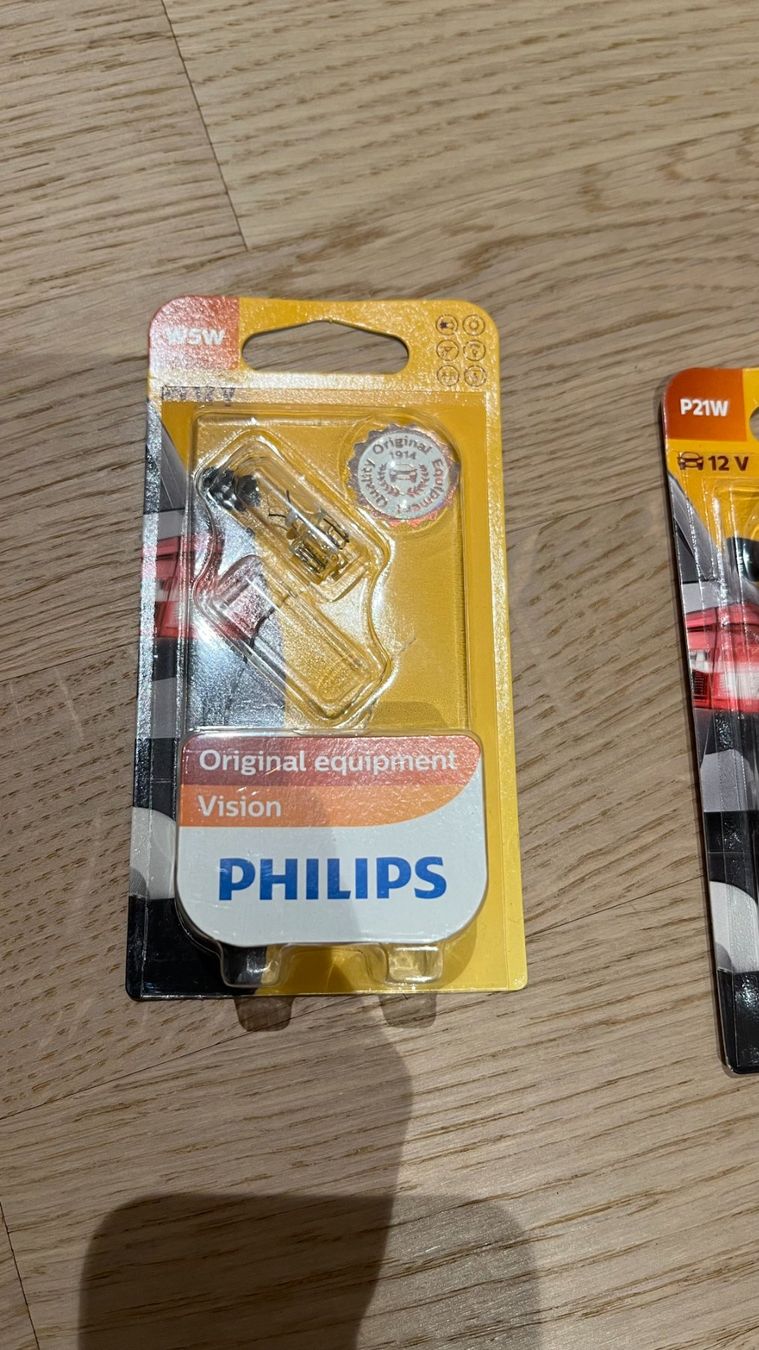 W5W
Original
1914
Quality
Equipment
Original equipment
Vision
PHILIPS
P21W
12 V